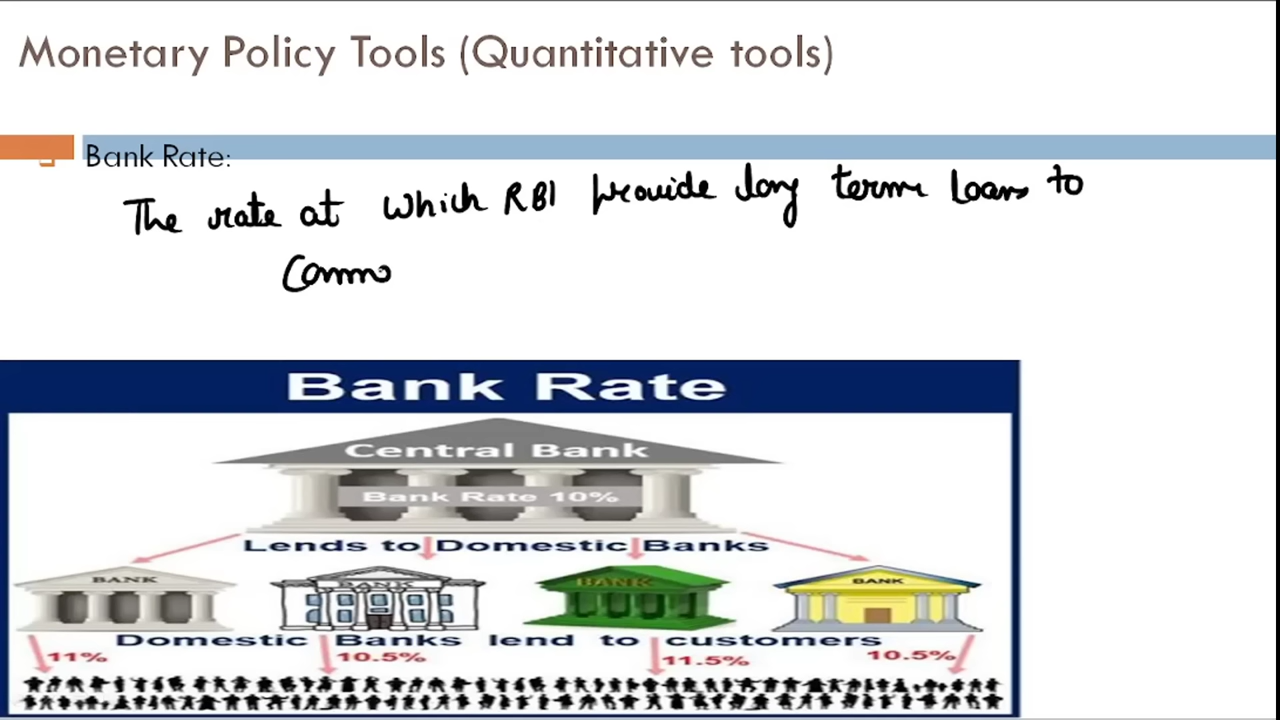 Monetary Policy Tools (Quantitative tools)
Bank Rate:
The rate at which RBI provide long term loans to
Commo
Bank Rate
Central Bank
Bank Rate 10%
Lends to Domestic Banks
BANK BANK BANK BANK
Domestic Banks lend to customers
11% 10.5% 11.5% 10.5%